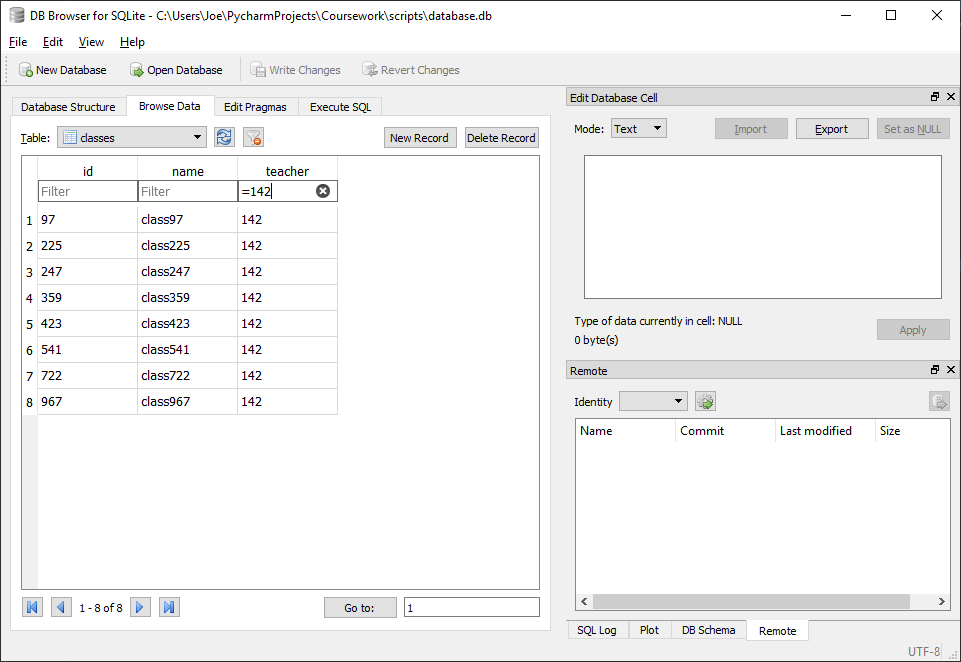 DB Browser for SQLite - C:\Users\Joe\PycharmProjects\Coursework\scripts\database.db
File Edit View Help
New Database Open Database Write Changes Revert Changes
Database Structure Browse Data Edit Pragmas Execute SQL
Table: classes New Record Delete Record
id name teacher
Filter Filter =142
1 97 class97 142
2 225 class225 142
3 247 class247 142
4 359 class359 142
5 423 class423 142
6 541 class541 142
7 722 class722 142
8 967 class967 142
1 - 8 of 8 Go to: 1
Edit Database Cell
Mode: Text Import Export Set as NULL
Type of data currently in cell: NULL
0 byte(s)
Apply
Remote
Identity
Name Commit Last modified Size
SQL Log Plot DB Schema Remote
UTF-8